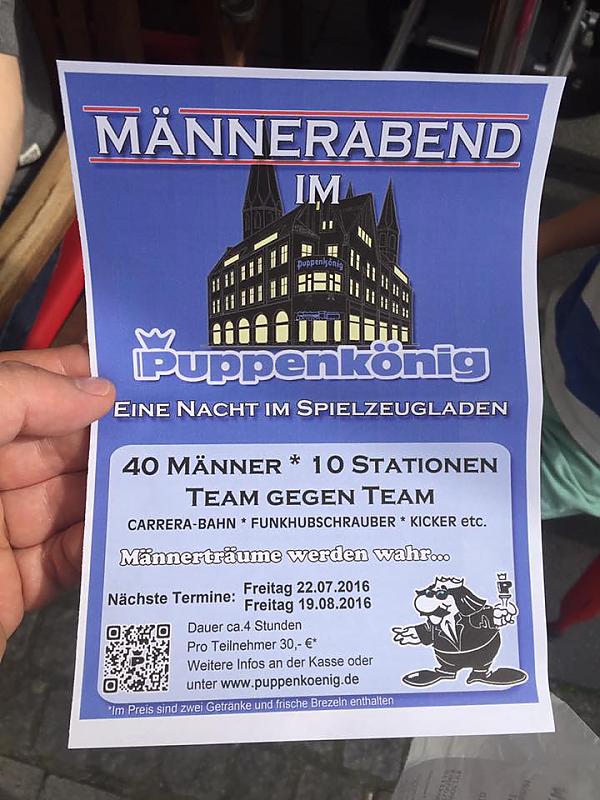 MÄNNERABEND
IM
Puppenkönig
Puppenkönig
EINE NACHT IM SPIELZEUGLADEN
40 MÄNNER * 10 STATIONEN
TEAM GEGEN TEAM
CARRERA-BAHN * FUNKHUBSCHRAUBER * KICKER etc.
Männerträume werden wahr...
Nächste Termine: Freitag 22.07.2016
Freitag 19.08.2016
Dauer ca.4 Stunden
Pro Teilnehmer 30,- €*
Weitere Infos an der Kasse oder
unter www.puppenkoenig.de
*Im Preis sind zwei Getränke und frische Brezeln enthalten